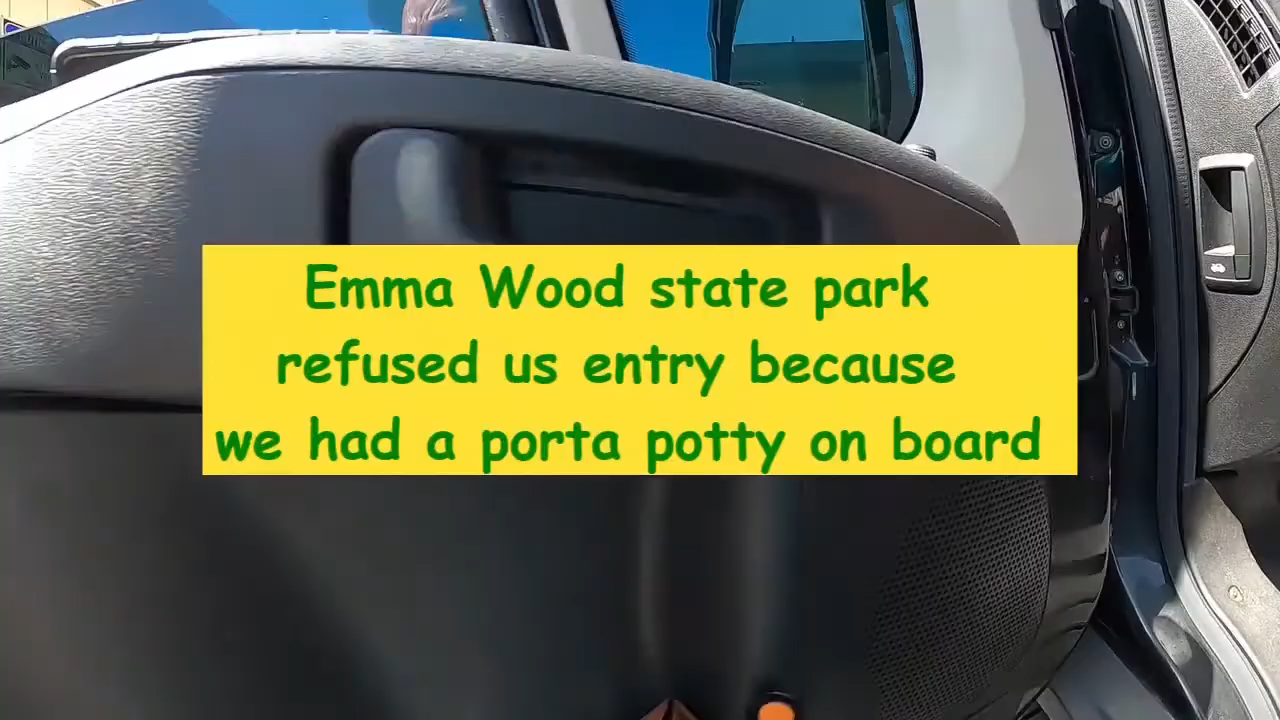 Emma Wood state park
refused us entry because
we had a porta potty on board